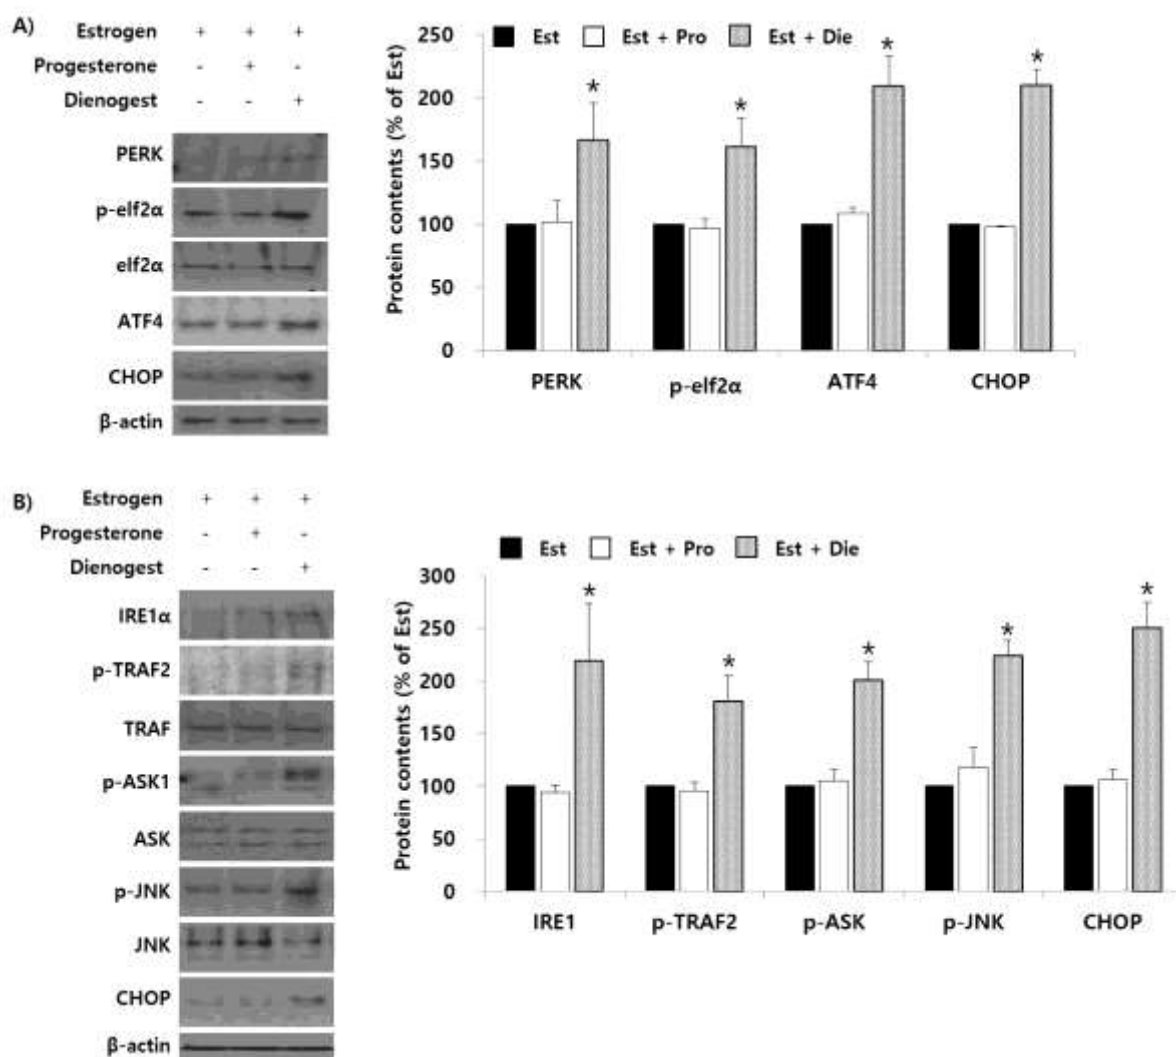 A)
Estrogen + + +
Progesterone - + -
Dienogest - - +
PERK
p-elf2α
elf2α
ATF4
CHOP
β-actin
Protein contents (% of Est)
250
200
150
100
50
0
Est Est + Pro Est + Die
* * * *
PERK p-elf2α ATF4 CHOP
B)
Estrogen + + +
Progesterone - + -
Dienogest - - +
IRE1α
p-TRAF2
TRAF
p-ASK1
ASK
p-JNK
JNK
CHOP
β-actin
Protein contents (% of Est)
300
250
200
150
100
50
0
Est Est + Pro Est + Die
* * * * *
IRE1 p-TRAF2 p-ASK p-JNK CHOP